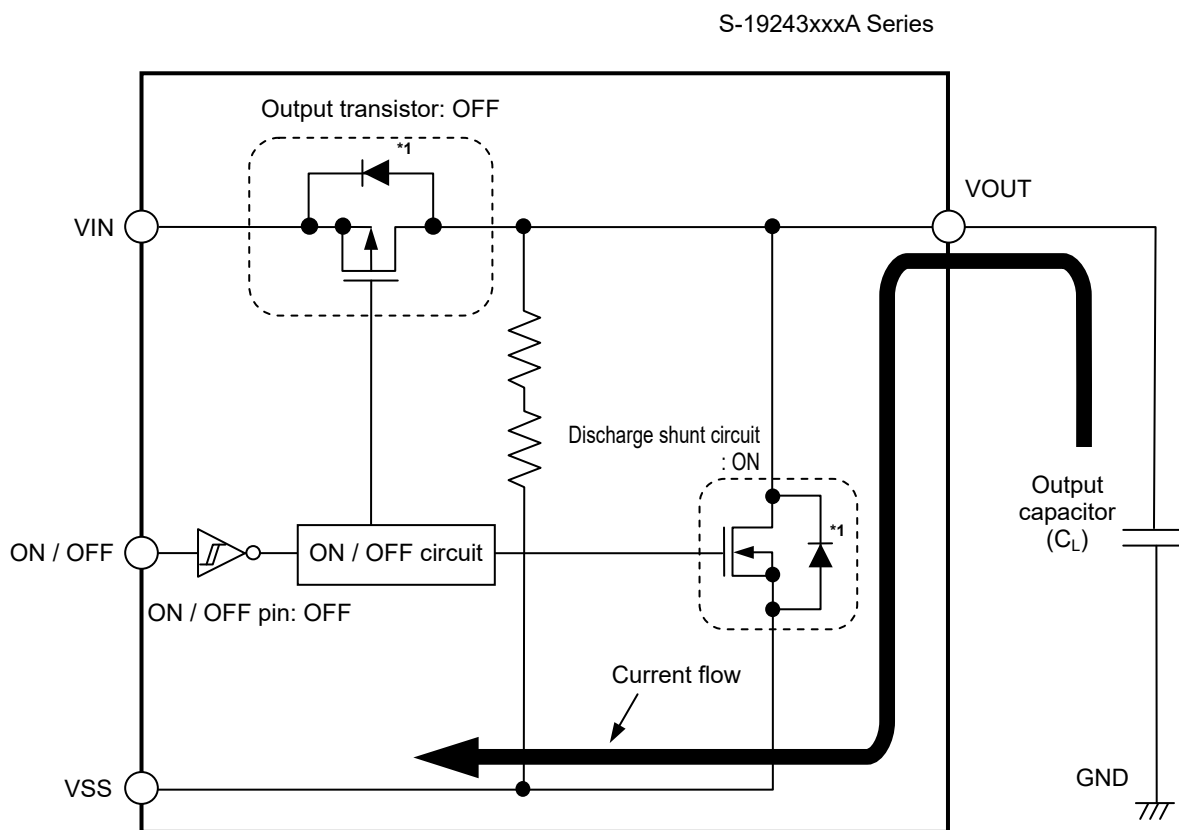 S-19243xxxA Series
Output transistor: OFF
*1
VIN
VOUT
Discharge shunt circuit
: ON
*1
Output
capacitor
(CL)
ON / OFF
ON / OFF circuit
ON / OFF pin: OFF
Current flow
VSS
GND